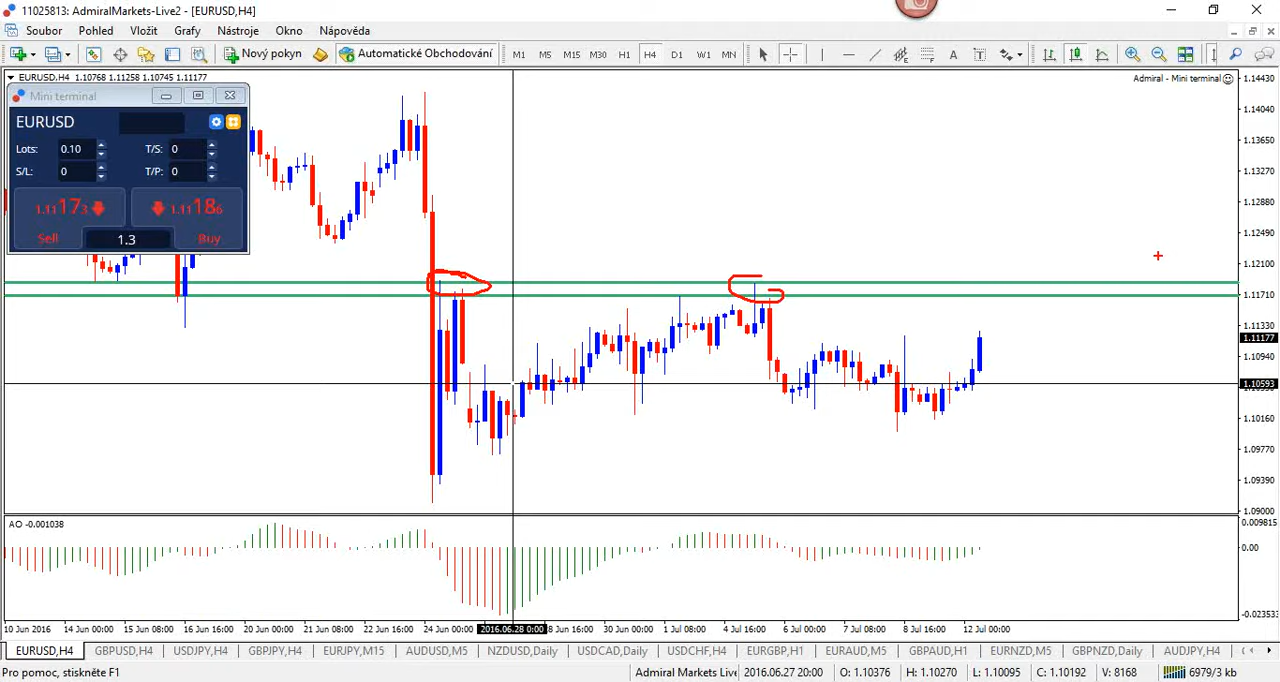 11025813: AdmiralMarkets-Live2 - [EURUSD,H4]
Soubor Pohled Vložit Grafy Nástroje Okno Nápověda
Nový pokyn Automatické Obchodování M1 M5 M15 M30 H1 H4 D1 W1 MN A T
EURUSD,H4 1.10768 1.11258 1.10745 1.11177
Admiral - Mini terminal
Mini terminal
EURUSD
Lots: 0.10 T/S: 0
S/L: 0 T/P: 0
1.11173 1.11186
Sell 1.3 Buy
1.14430
1.14040
1.13650
1.13270
1.12880
1.12490
1.12100
1.11710
1.11330
1.11177
1.10940
1.10593
1.10160
1.09770
1.09390
1.09000
AO -0.001038
0.009815
0.00
-0.023533
10 Jun 2016 14 Jun 00:00 15 Jun 08:00 16 Jun 16:00 20 Jun 00:00 21 Jun 08:00 22 Jun 16:00 24 Jun 00:00 2016.06.28 0:00 28 Jun 16:00 30 Jun 00:00 1 Jul 08:00 4 Jul 16:00 6 Jul 00:00 7 Jul 08:00 8 Jul 16:00 12 Jul 00:00
EURUSD,H4 GBPUSD,H4 USDJPY,H4 GBPJPY,H4 EURJPY,M15 AUDUSD,M5 NZDUSD,Daily USDCAD,Daily USDCHF,H4 EURGBP,H1 EURAUD,M5 GBPAUD,H1 EURNZD,M5 GBPNZD,Daily AUDJPY,H4
Pro pomoc, stiskněte F1 Admiral Markets Live 2016.06.27 20:00 O: 1.10376 H: 1.10270 L: 1.10095 C: 1.10192 V: 8168 6979/3 kb